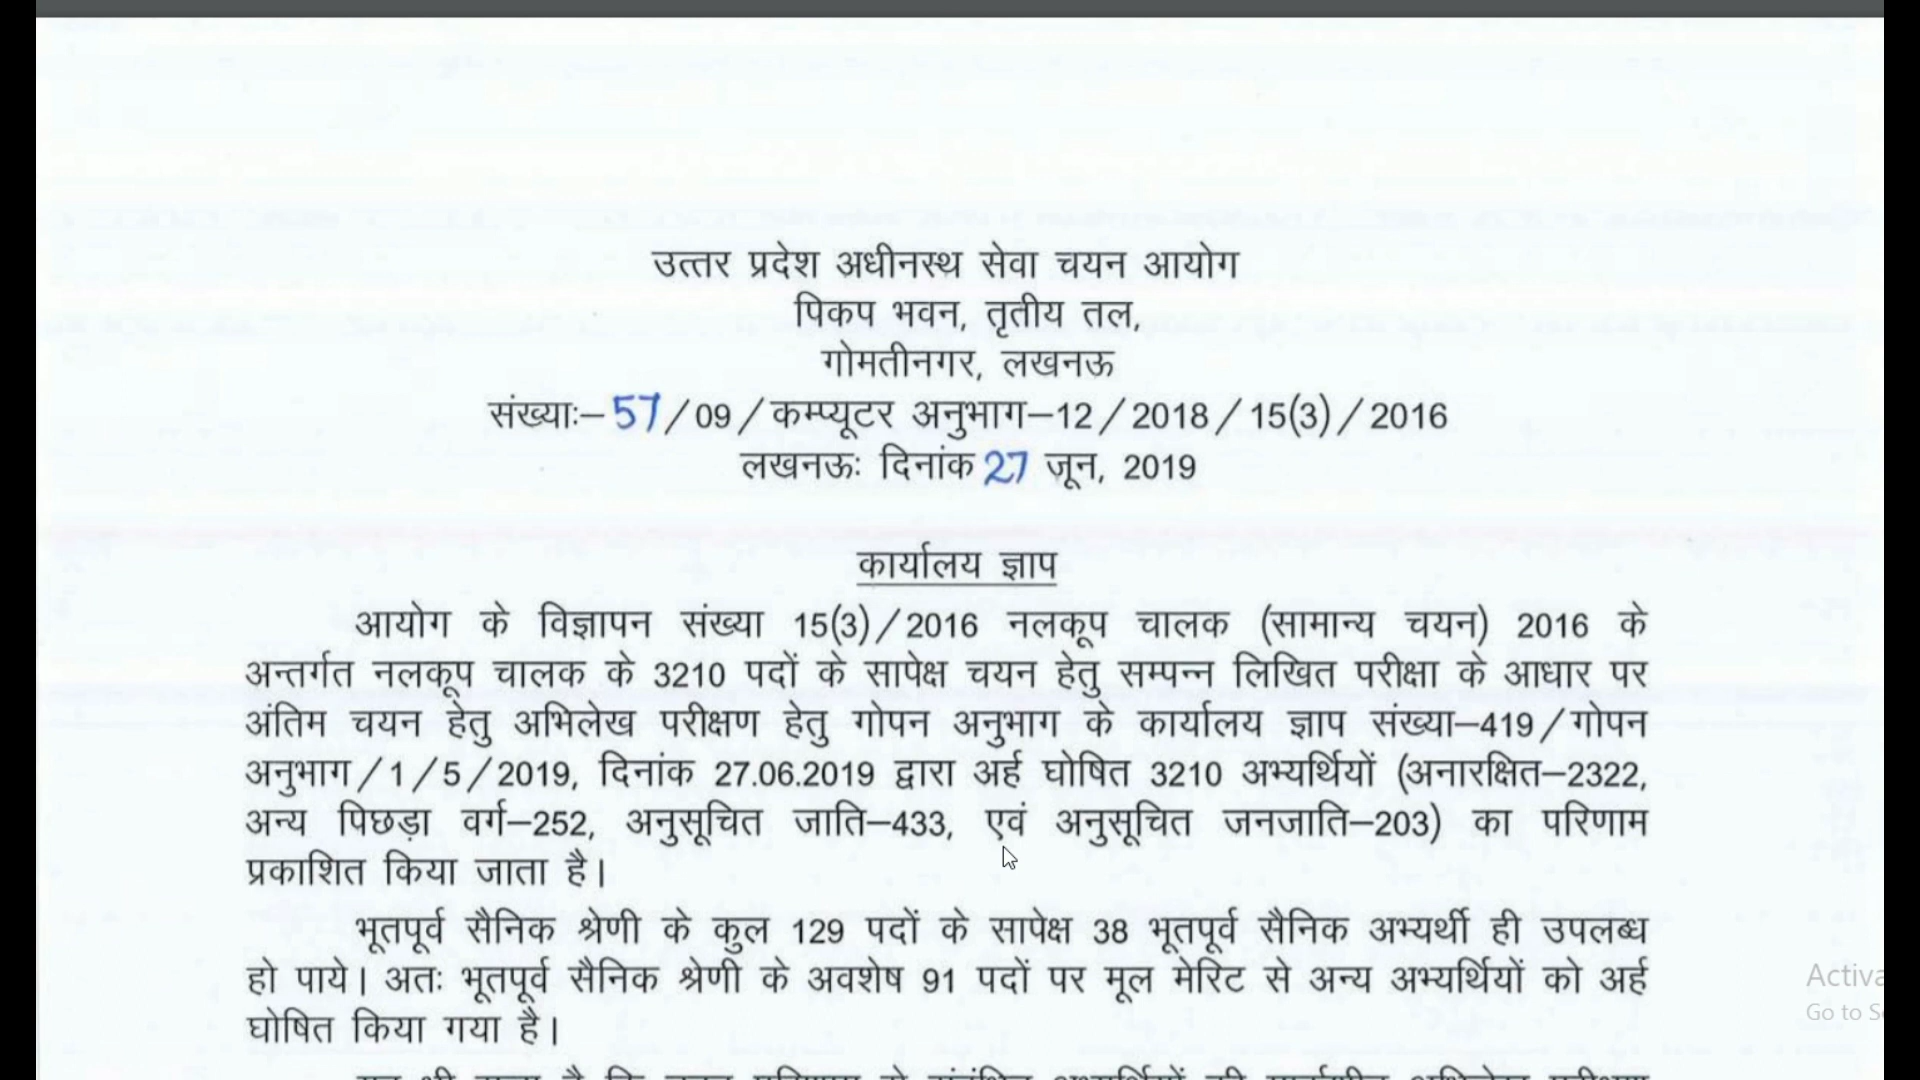 उत्तर प्रदेश अधीनस्थ सेवा चयन आयोग
पिकप भवन, तृतीय तल,
गोमतीनगर, लखनऊ
संख्याः–57/09/कम्प्यूटर अनुभाग–12/2018/15(3)/2016
लखनऊः दिनांक 27 जून, 2019
कार्यालय ज्ञाप
आयोग के विज्ञापन संख्या 15(3)/2016 नलकूप चालक (सामान्य चयन) 2016 के
अन्तर्गत नलकूप चालक के 3210 पदों के सापेक्ष चयन हेतु सम्पन्न लिखित परीक्षा के आधार पर
अंतिम चयन हेतु अभिलेख परीक्षण हेतु गोपन अनुभाग के कार्यालय ज्ञाप संख्या–419/गोपन
अनुभाग/1/5/2019, दिनांक 27.06.2019 द्वारा अर्ह घोषित 3210 अभ्यर्थियों (अनारक्षित–2322,
अन्य पिछड़ा वर्ग–252, अनुसूचित जाति–433, एवं अनुसूचित जनजाति–203) का परिणाम
प्रकाशित किया जाता है।
भूतपूर्व सैनिक श्रेणी के कुल 129 पदों के सापेक्ष 38 भूतपूर्व सैनिक अभ्यर्थी ही उपलब्ध
हो पाये। अतः भूतपूर्व सैनिक श्रेणी के अवशेष 91 पदों पर मूल मेरिट से अन्य अभ्यर्थियों को अर्ह
घोषित किया गया है।
Activa
Go to S